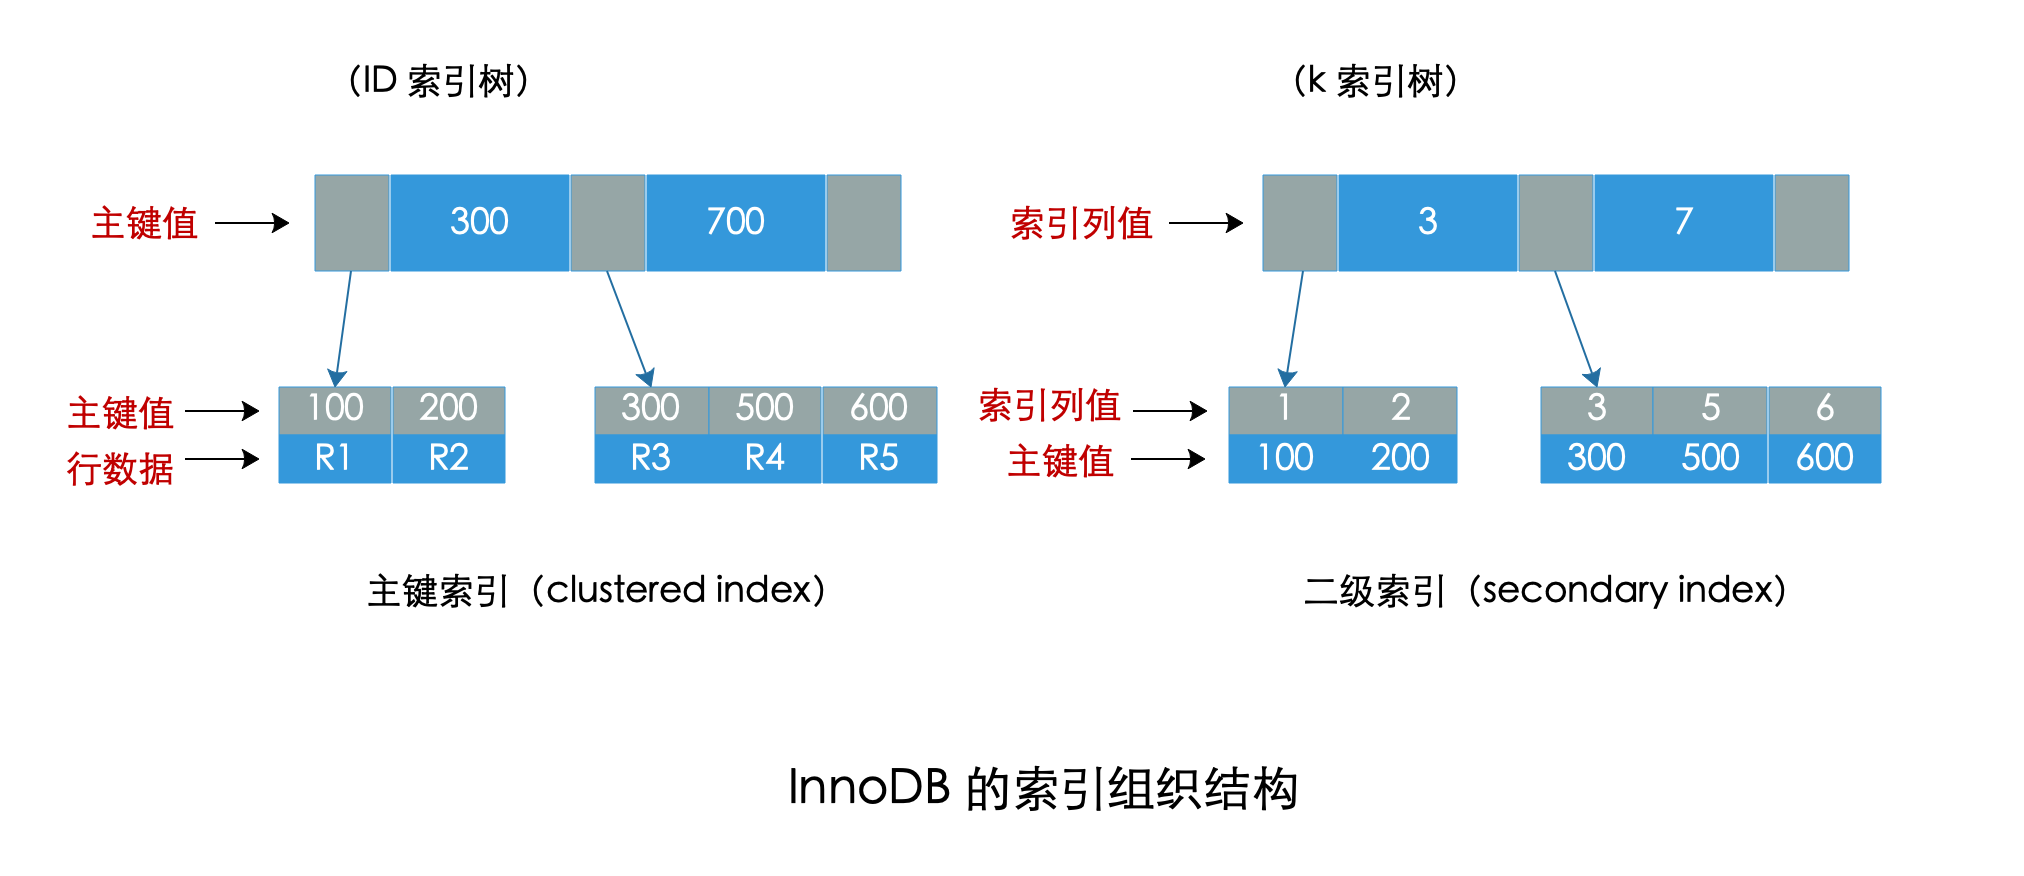 （ID 索引树）
（k 索引树）
主键值
300
700
索引列值
3
7
主键值
100
200
300
500
600
行数据
R1
R2
R3
R4
R5
索引列值
1
2
3
5
6
主键值
100
200
300
500
600
主键索引（clustered index）
二级索引（secondary index）
InnoDB 的索引组织结构